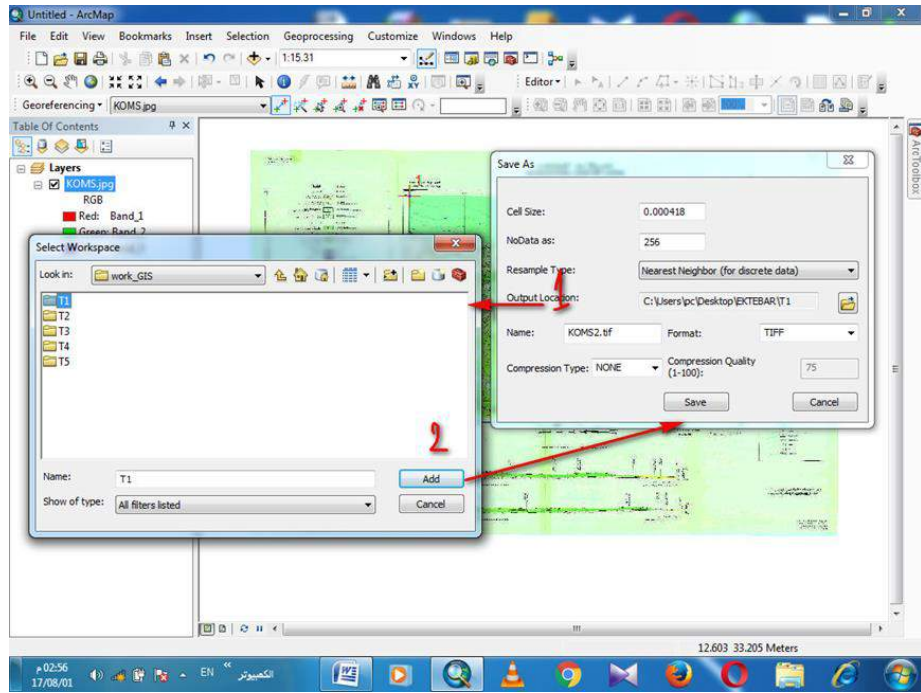 Untitled - ArcMap
File Edit View Bookmarks Insert Selection Geoprocessing Customize Windows Help
1:15.31
Editor
Georeferencing KOMS.jpg
Table Of Contents
Layers
KOMS.jpg
RGB
Red: Band_1
Green: Band_2
Select Workspace
Look in: work_GIS
T1
T2
T3
T4
T5
Name: T1
Add
Show of type: All filters listed
Cancel
1
2
1
Save As
Cell Size: 0.000418
NoData as: 256
Resample Type: Nearest Neighbor (for discrete data)
Output Location: C:\Users\pc\Desktop\EKTEBAR\T1
Name: KOMS2.tif Format: TIFF
Compression Type: NONE Compression Quality (1-100): 75
Save Cancel
ArcToolbox
12.603 33.205 Meters
02:56 م
17/08/01
EN
الكمبيوتر